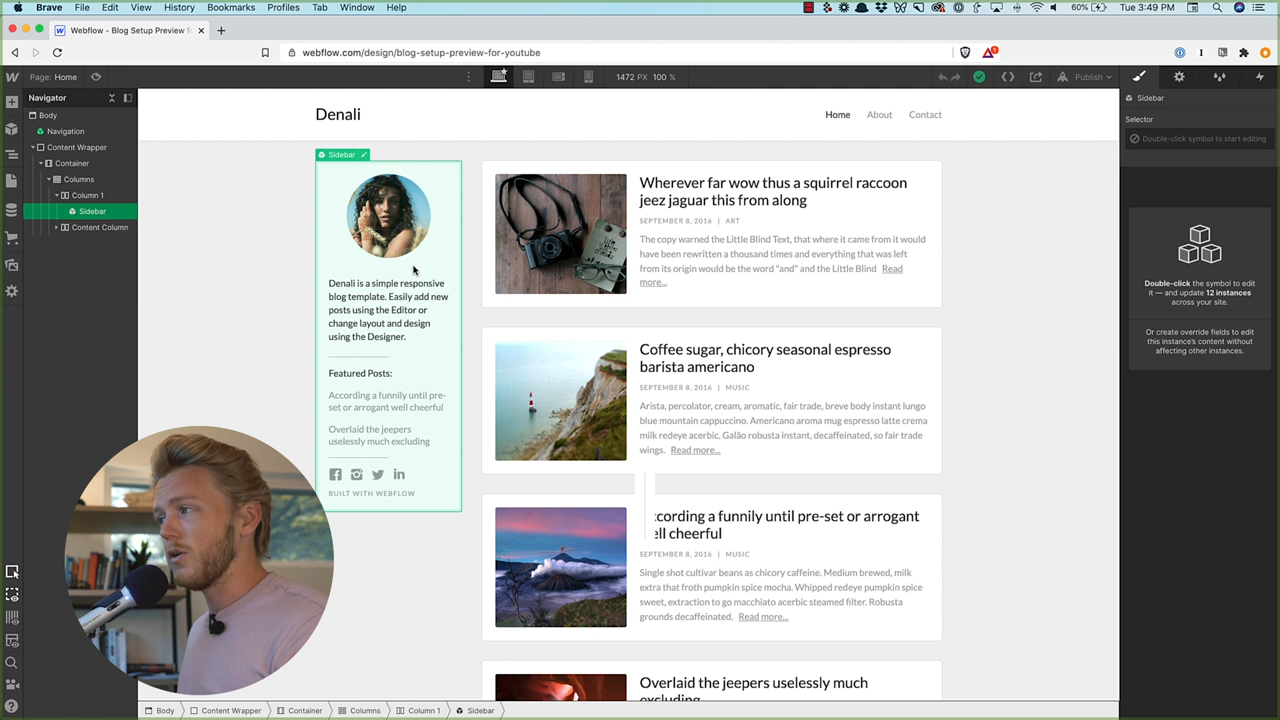 Brave File Edit View History Bookmarks Profiles Tab Window Help
60% Tue 3:49 PM
Webflow - Blog Setup Preview f
webflow.com/design/blog-setup-preview-for-youtube
1
Page: Home
1472 PX 100 %
Publish
Navigator
Body
Navigation
Content Wrapper
Container
Columns
Column 1
Sidebar
Content Column
Denali
Home About Contact
Sidebar
Denali is a simple responsive
blog template. Easily add new
posts using the Editor or
change layout and design
using the Designer.
Featured Posts:
According a funnily until pre-
set or arrogant well cheerful
Overlaid the jeepers
uselessly much excluding
BUILT WITH WEBFLOW
Wherever far wow thus a squirrel raccoon
jeez jaguar this from along
SEPTEMBER 8, 2016 | ART
The copy warned the Little Blind Text, that where it came from it would
have been rewritten a thousand times and everything that was left
from its origin would be the word "and" and the Little Blind Read
more...
Coffee sugar, chicory seasonal espresso
barista americano
SEPTEMBER 8, 2016 | MUSIC
Arista, percolator, cream, aromatic, fair trade, breve body instant lungo
blue mountain cappuccino. Americano aroma mug espresso latte crema
milk redeye acerbic. Galão robusta instant, decaffeinated, so fair trade
wings. Read more...
ccording a funnily until pre-set or arrogant
ell cheerful
SEPTEMBER 8, 2016 | MUSIC
Single shot cultivar beans as chicory caffeine. Medium brewed, milk
extra that froth pumpkin spice mocha. Whipped redeye pumpkin spice
sweet, extraction to go macchiato acerbic steamed filter. Robusta
grounds decaffeinated. Read more...
Overlaid the jeepers uselessly much
excluding
Sidebar
Selector
Double-click symbol to start editing
Double-click the symbol to edit
it — and update 12 instances
across your site.
Or create override fields to edit
this instance's content without
affecting other instances.
Body Content Wrapper Container Columns Column 1 Sidebar